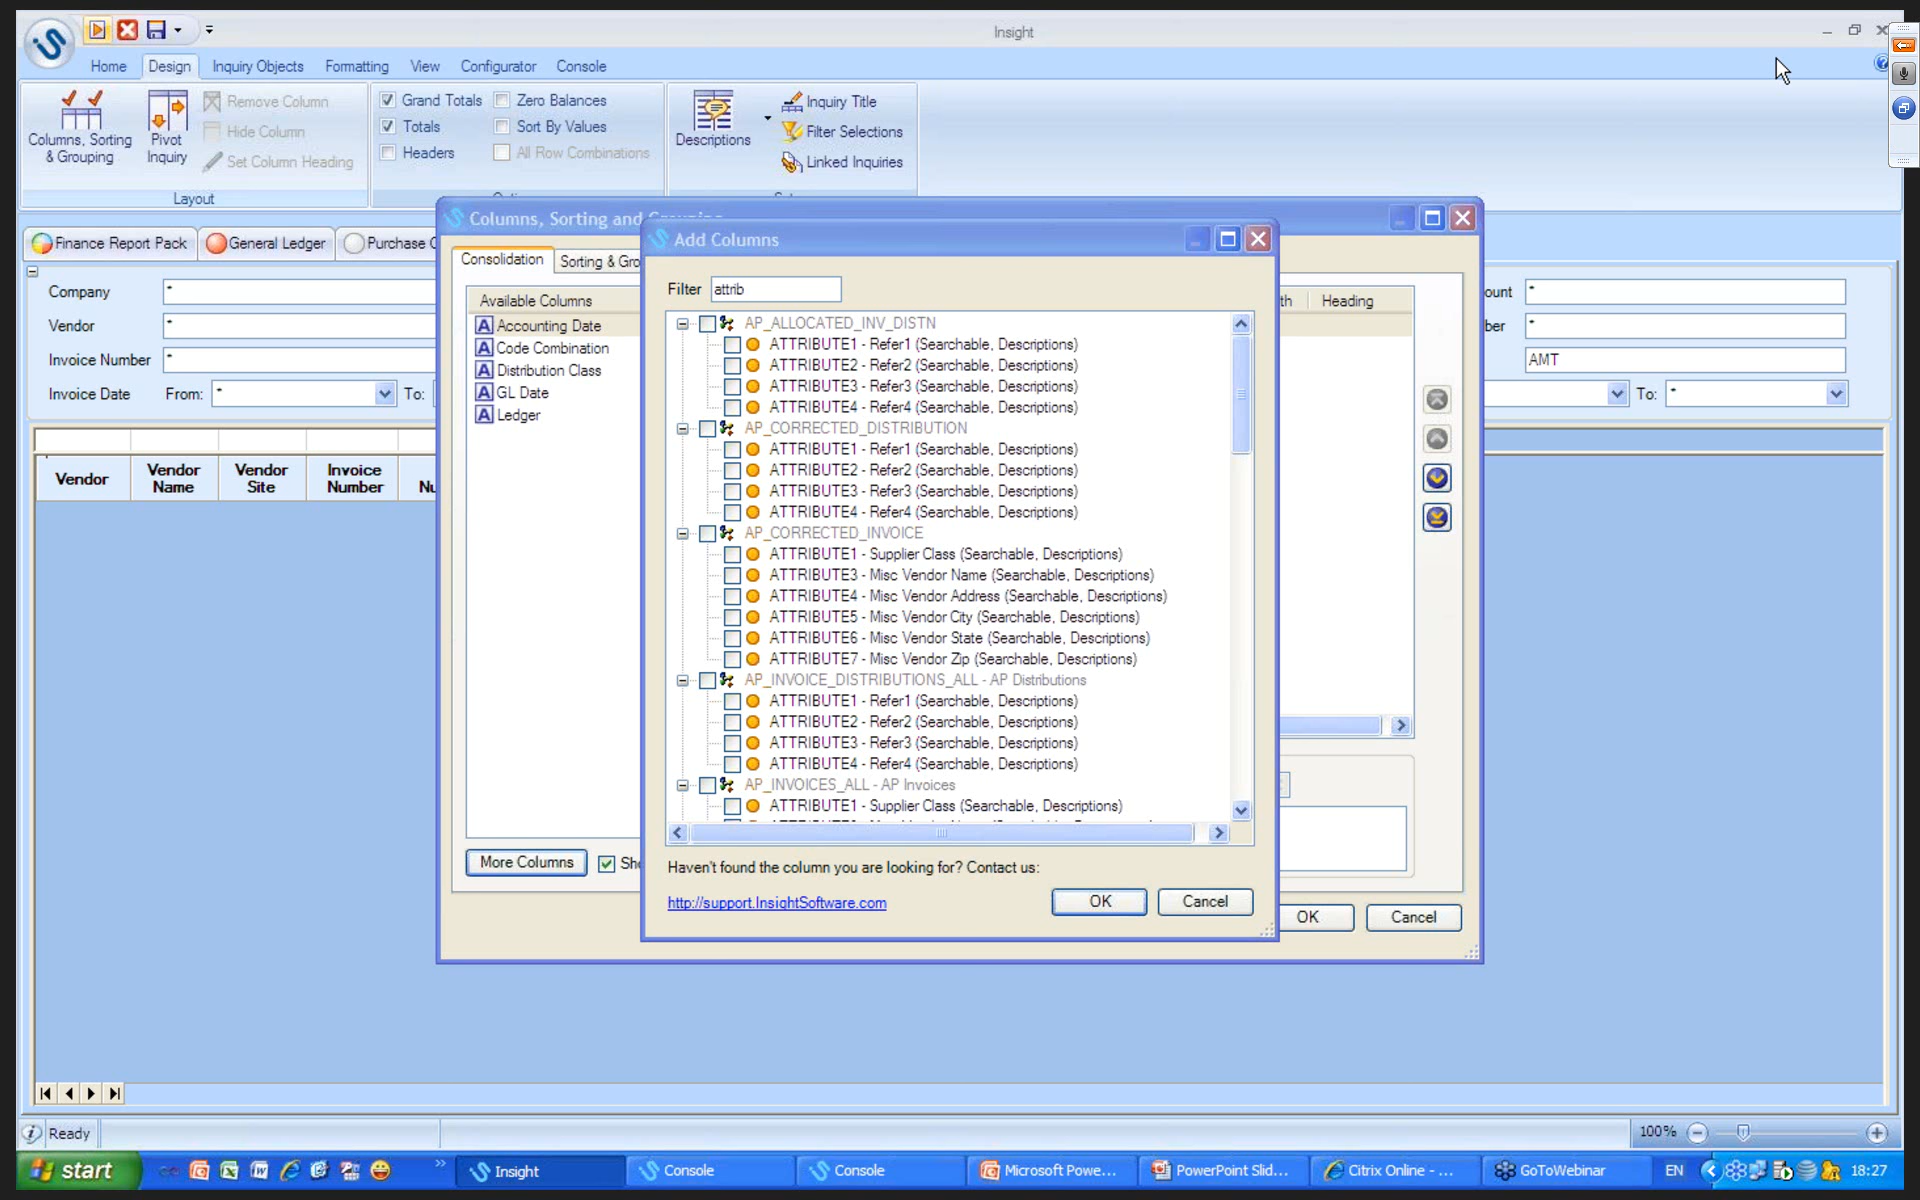 Insight
Home Design Inquiry Objects Formatting View Configurator Console
Columns, Sorting & Grouping
Pivot Inquiry
Remove Column
Hide Column
Set Column Heading
Layout
Grand Totals
Totals
Headers
Zero Balances
Sort By Values
All Row Combinations
Descriptions
Inquiry Title
Filter Selections
Linked Inquiries
Finance Report Pack General Ledger Purchase
Company *
Vendor *
Invoice Number *
Invoice Date From: * To:
ount *
ber *
AMT
To: *
Vendor
Vendor Name
Vendor Site
Invoice Number
Nu
Columns, Sorting and Grouping
Consolidation Sorting & Gro
Available Columns
Accounting Date
Code Combination
Distribution Class
GL Date
Ledger
th Heading
More Columns Sho
OK Cancel
Add Columns
Filter attrib
AP_ALLOCATED_INV_DISTN
ATTRIBUTE1 - Refer1 (Searchable, Descriptions)
ATTRIBUTE2 - Refer2 (Searchable, Descriptions)
ATTRIBUTE3 - Refer3 (Searchable, Descriptions)
ATTRIBUTE4 - Refer4 (Searchable, Descriptions)
AP_CORRECTED_DISTRIBUTION
ATTRIBUTE1 - Refer1 (Searchable, Descriptions)
ATTRIBUTE2 - Refer2 (Searchable, Descriptions)
ATTRIBUTE3 - Refer3 (Searchable, Descriptions)
ATTRIBUTE4 - Refer4 (Searchable, Descriptions)
AP_CORRECTED_INVOICE
ATTRIBUTE1 - Supplier Class (Searchable, Descriptions)
ATTRIBUTE3 - Misc Vendor Name (Searchable, Descriptions)
ATTRIBUTE4 - Misc Vendor Address (Searchable, Descriptions)
ATTRIBUTE5 - Misc Vendor City (Searchable, Descriptions)
ATTRIBUTE6 - Misc Vendor State (Searchable, Descriptions)
ATTRIBUTE7 - Misc Vendor Zip (Searchable, Descriptions)
AP_INVOICE_DISTRIBUTIONS_ALL - AP Distributions
ATTRIBUTE1 - Refer1 (Searchable, Descriptions)
ATTRIBUTE2 - Refer2 (Searchable, Descriptions)
ATTRIBUTE3 - Refer3 (Searchable, Descriptions)
ATTRIBUTE4 - Refer4 (Searchable, Descriptions)
AP_INVOICES_ALL - AP Invoices
ATTRIBUTE1 - Supplier Class (Searchable, Descriptions)
Haven't found the column you are looking for? Contact us:
http://support.InsightSoftware.com
OK Cancel
Ready 100%
start Insight Console Console Microsoft Powe... PowerPoint Slid... Citrix Online - ... GoToWebinar EN 18:27